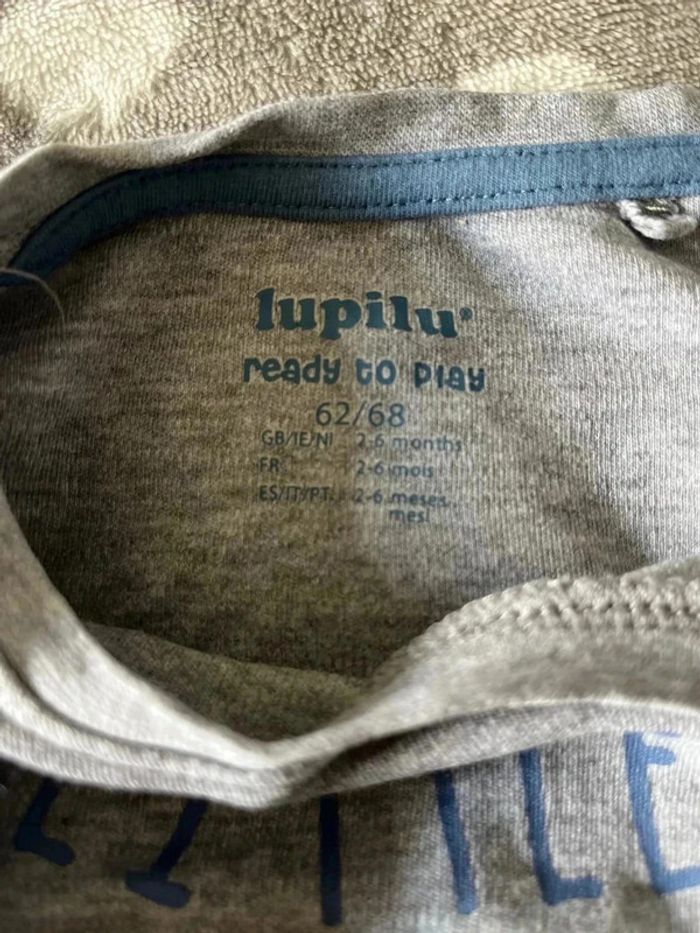 lupilu®
ready to play
62/68
GB/IE/NI 2-6 months
FR 2-6 mois
ES/IT/PT 2-6 meses
mesi